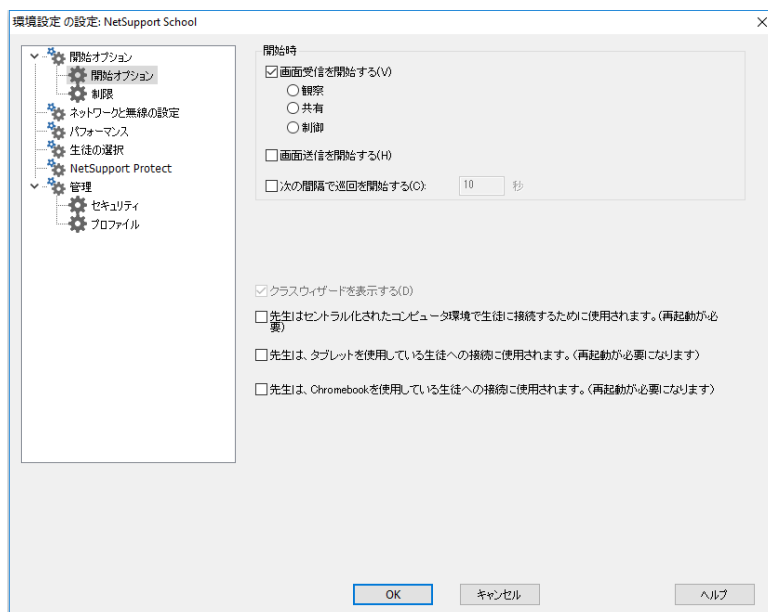 環境設定 の設定: NetSupport School
開始オプション
開始オプション
制限
ネットワークと無線の設定
パフォーマンス
生徒の選択
NetSupport Protect
管理
セキュリティ
プロファイル
開始時
画面受信を開始する(V)
観察
共有
制御
画面送信を開始する(H)
次の間隔で巡回を開始する(C): 10 秒
クラスウィザードを表示する(D)
先生はセントラル化されたコンピュータ環境で生徒に接続するために使用されます。(再起動が必
要)
先生は、タブレットを使用している生徒への接続に使用されます。(再起動が必要になります)
先生は、Chromebookを使用している生徒への接続に使用されます。(再起動が必要になります)
OK キャンセル ヘルプ